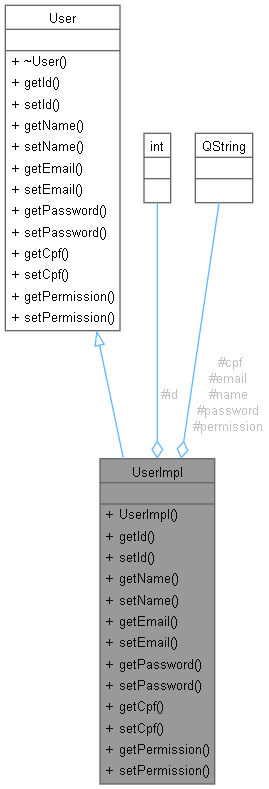 User
+ ~User()
+ getId()
+ setId()
+ getName()
+ setName()
+ getEmail()
+ setEmail()
+ getPassword()
+ setPassword()
+ getCpf()
+ setCpf()
+ getPermission()
+ setPermission()
int
QString
#id
#cpf
#email
#name
#password
#permission
UserImpl
+ UserImpl()
+ getId()
+ setId()
+ getName()
+ setName()
+ getEmail()
+ setEmail()
+ getPassword()
+ setPassword()
+ getCpf()
+ setCpf()
+ getPermission()
+ setPermission()